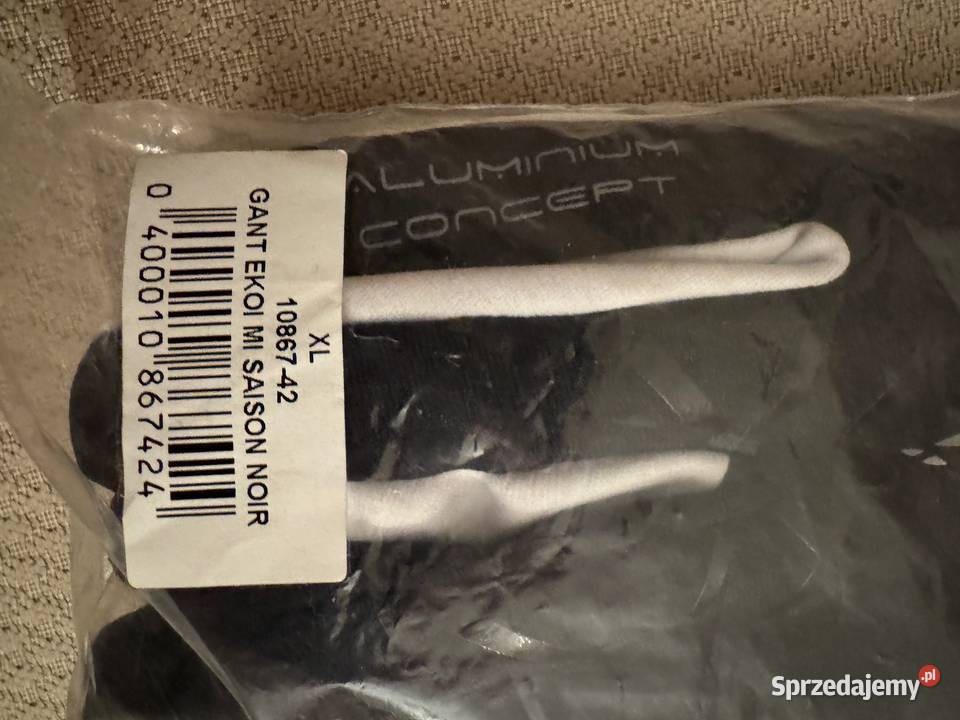 ALUMINIUM
CONCEPT
XL
10867-42
GANT EKOI MI SAISON NOIR
0 400010 867424
Sprzedajemy.pl